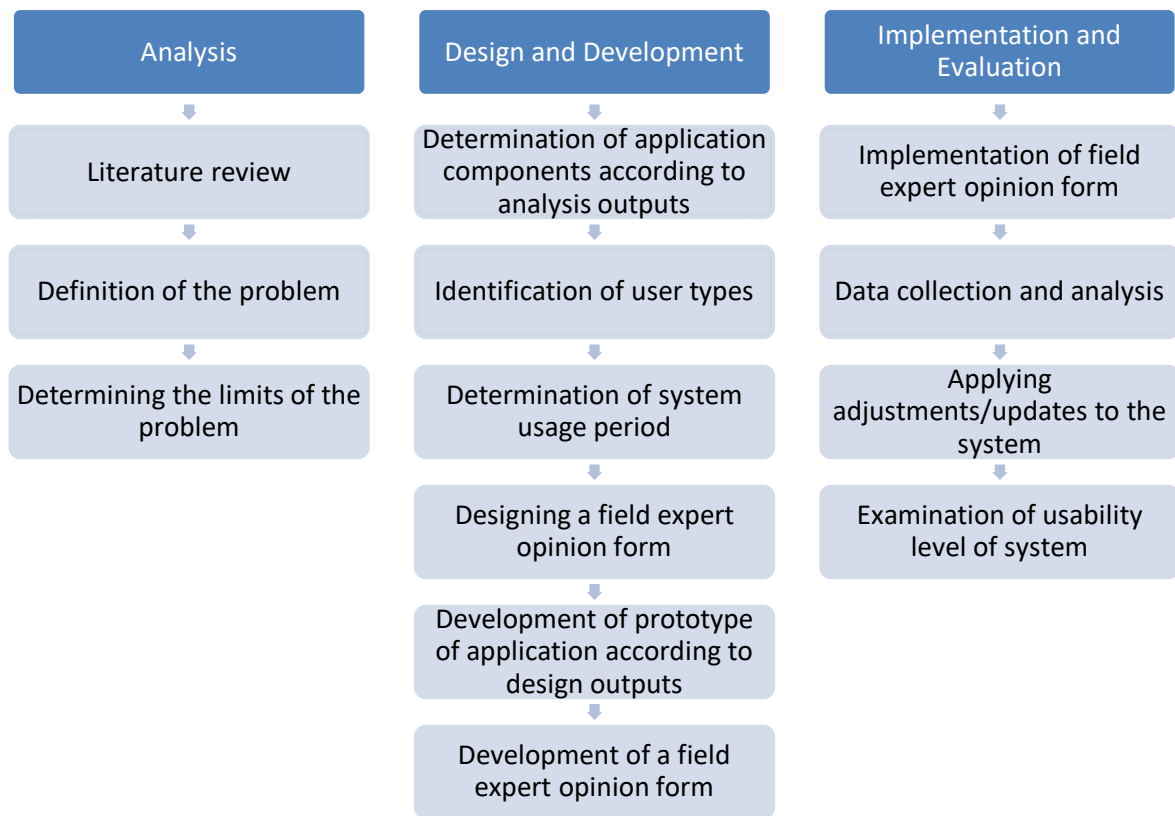 Analysis
Literature review
Definition of the problem
Determining the limits of the
problem
Design and Development
Determination of application
components according to
analysis outputs
Identification of user types
Determination of system
usage period
Designing a field expert
opinion form
Development of prototype
of application according to
design outputs
Development of a field
expert opinion form
Implementation and
Evaluation
Implementation of field
expert opinion form
Data collection and analysis
Applying
adjustments/updates to the
system
Examination of usability
level of system